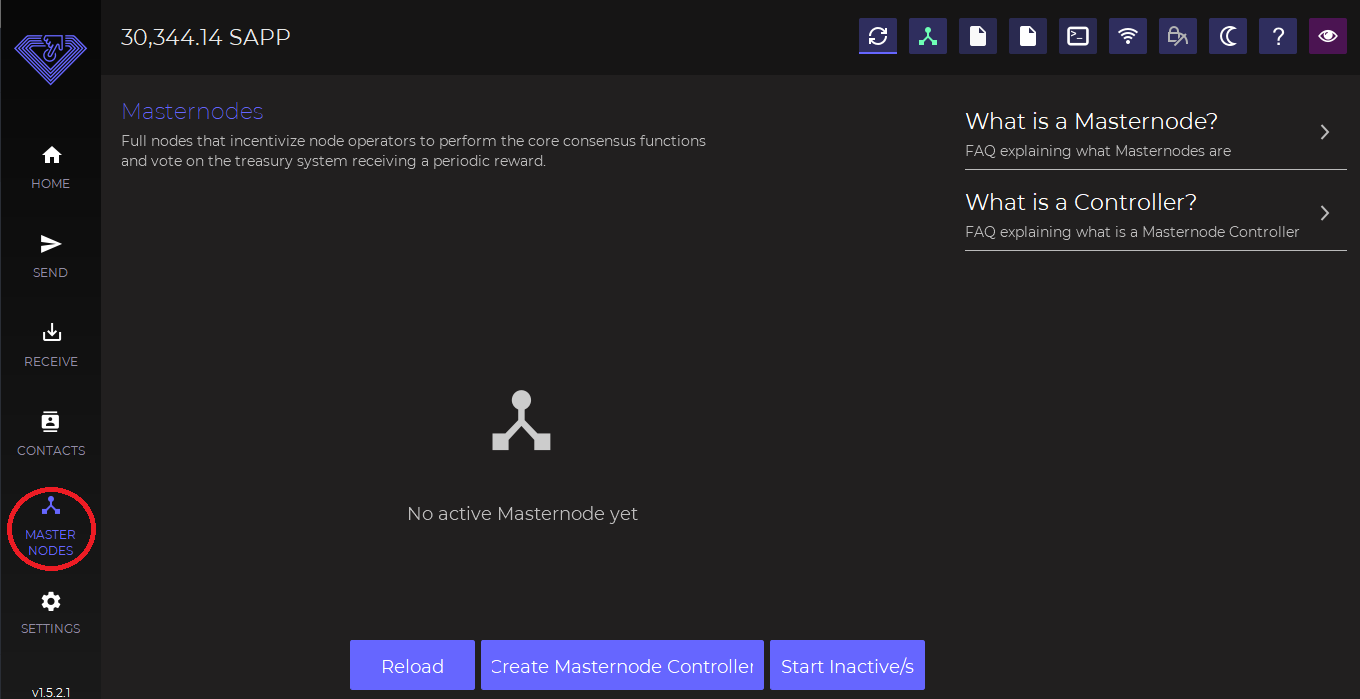 30,344.14 SAPP
HOME
SEND
RECEIVE
CONTACTS
MASTER
NODES
SETTINGS
v1.5.2.1
Masternodes
Full nodes that incentivize node operators to perform the core consensus functions
and vote on the treasury system receiving a periodic reward.
No active Masternode yet
Reload
Create Masternode Controller
Start Inactive/s
What is a Masternode?
FAQ explaining what Masternodes are
What is a Controller?
FAQ explaining what is a Masternode Controller